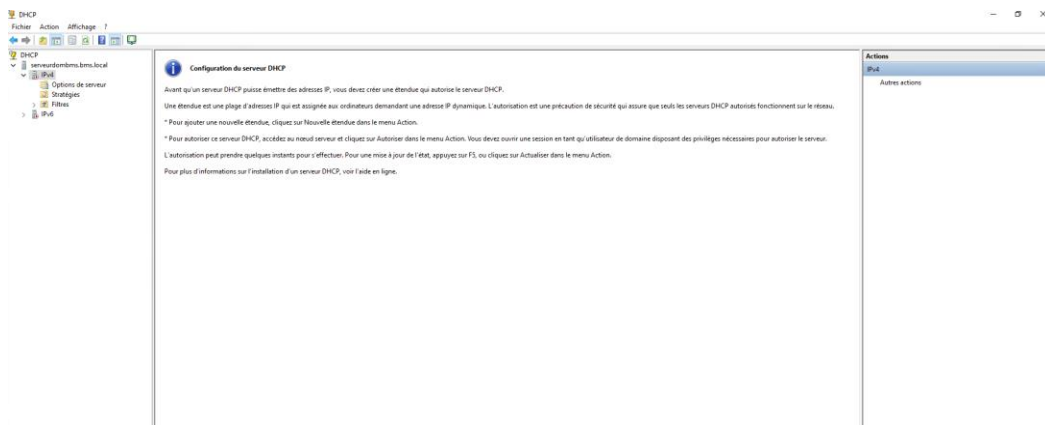 DHCP
Fichier Action Affichage ?
DHCP
serveurdombms.bms.local
IPv4
Options de serveur
Stratégies
Filtres
IPv6
Configuration du serveur DHCP
Avant qu'un serveur DHCP puisse émettre des adresses IP, vous devez créer une étendue qui autorise le serveur DHCP.
Une étendue est une plage d'adresses IP qui est assignée aux ordinateurs demandant une adresse IP dynamique. L'autorisation est une précaution de sécurité qui assure que seuls les serveurs DHCP autorisés fonctionnent sur le réseau.
* Pour ajouter une nouvelle étendue, cliquez sur Nouvelle étendue dans le menu Action.
* Pour autoriser ce serveur DHCP, accédez au nœud serveur et cliquez sur Autoriser dans le menu Action. Vous devez ouvrir une session en tant qu'utilisateur de domaine disposant des privilèges nécessaires pour autoriser le serveur.
L'autorisation peut prendre quelques instants pour s'effectuer. Pour une mise à jour de l'état, appuyez sur F5, ou cliquez sur Actualiser dans le menu Action.
Pour plus d'informations sur l'installation d'un serveur DHCP, voir l'aide en ligne.
Actions
IPv4
Autres actions